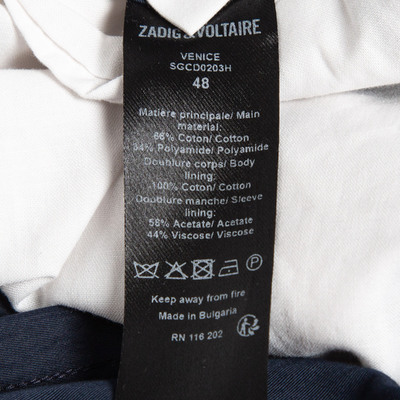 ZADIG&VOLTAIRE
VENICE
SGCD0203H
48
Matière principale/ Main
material:
66% Coton/ Cotton
34% Polyamide/ Polyamide
Doublure corps/ Body
lining:
100% Coton/ Cotton
Doublure manche/ Sleeve
lining:
56% Acetate/ Acetate
44% Viscose/ Viscose
P
Keep away from fire
Made in Bulgaria
RN 116 202